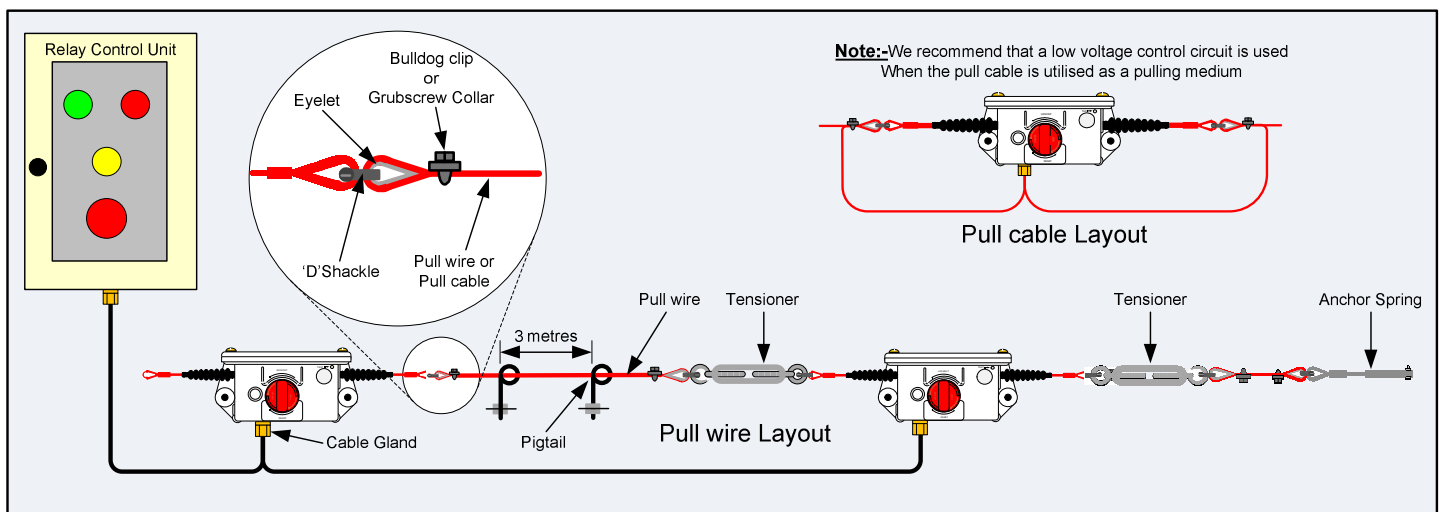 Relay Control Unit
Bulldog clip
or
Grubscrew Collar
Eyelet
'D'Shackle
Pull wire or
Pull cable
Note:-We recommend that a low voltage control circuit is used
When the pull cable is utilised as a pulling medium
Pull cable Layout
3 metres
Pull wire
Tensioner
Tensioner
Anchor Spring
Cable Gland
Pigtail
Pull wire Layout